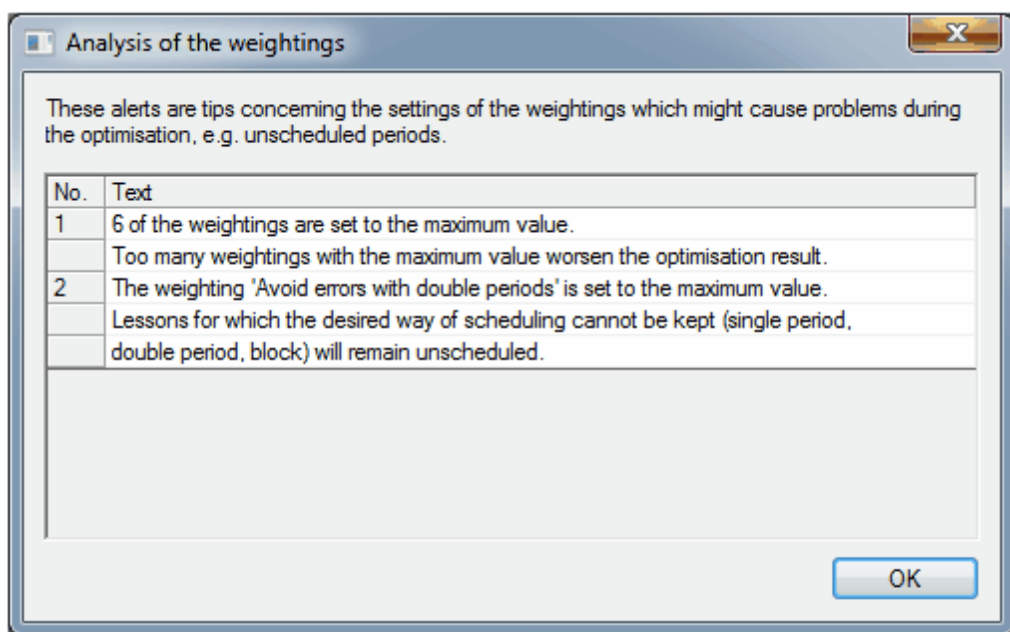 Analysis of the weightings
These alerts are tips concerning the settings of the weightings which might cause problems during
the optimisation, e.g. unscheduled periods.
No. Text
1 6 of the weightings are set to the maximum value.
Too many weightings with the maximum value worsen the optimisation result.
2 The weighting 'Avoid errors with double periods' is set to the maximum value.
Lessons for which the desired way of scheduling cannot be kept (single period,
double period, block) will remain unscheduled.
OK